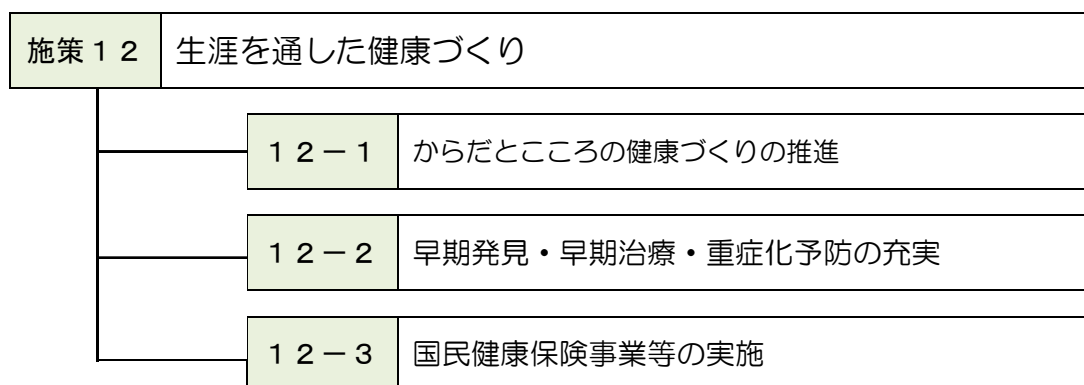 施策１２ 生涯を通した健康づくり
１２－１ からだとこころの健康づくりの推進
１２－２ 早期発見・早期治療・重症化予防の充実
１２－３ 国民健康保険事業等の実施